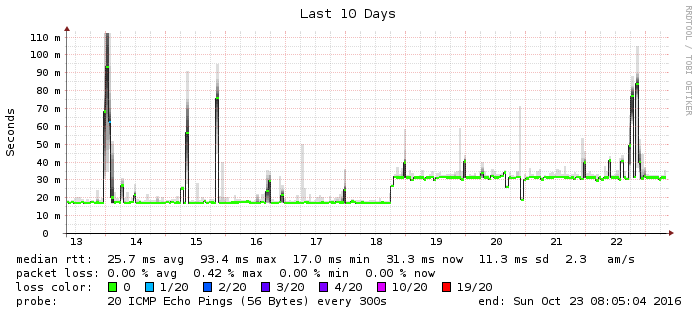 Last 10 Days
RRDTOOL / TOBI OETIKER
Seconds
110 m
100 m
90 m
80 m
70 m
60 m
50 m
40 m
30 m
20 m
10 m
0
13 14 15 16 17 18 19 20 21 22
median rtt: 25.7 ms avg 93.4 ms max 17.0 ms min 31.3 ms now 11.3 ms sd 2.3 am/s
packet loss: 0.00 % avg 0.42 % max 0.00 % min 0.00 % now
loss color: 0 1/20 2/20 3/20 4/20 10/20 19/20
probe: 20 ICMP Echo Pings (56 Bytes) every 300s end: Sun Oct 23 08:05:04 2016